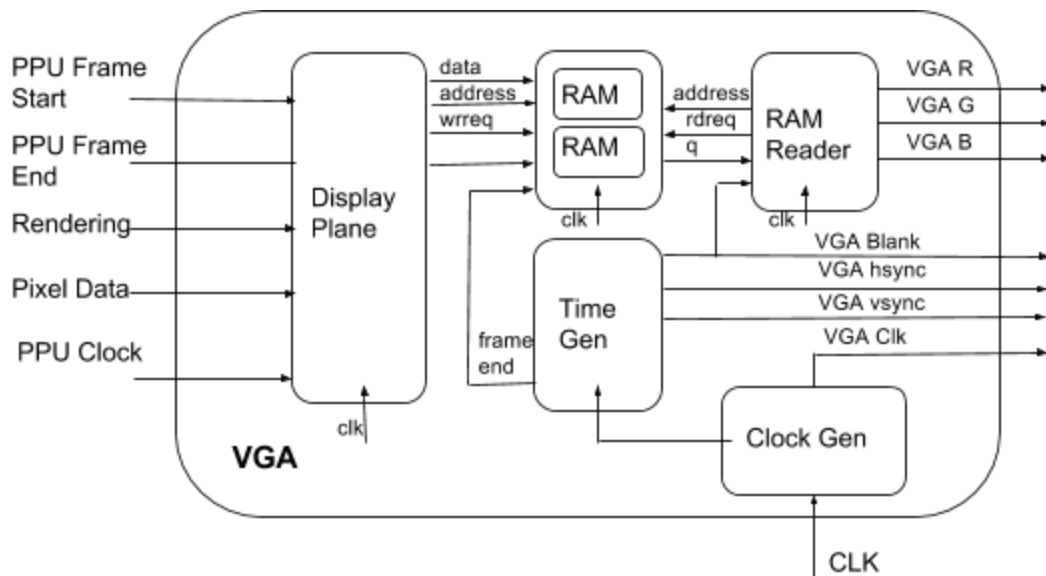 PPU Frame
Start
PPU Frame
End
Rendering
Pixel Data
PPU Clock
Display
Plane
clk
VGA
data
address
wrreq
RAM
RAM
clk
address
rdreq
q
RAM
Reader
clk
VGA R
VGA G
VGA B
Time
Gen
frame
end
VGA Blank
VGA hsync
VGA vsync
VGA Clk
Clock Gen
CLK